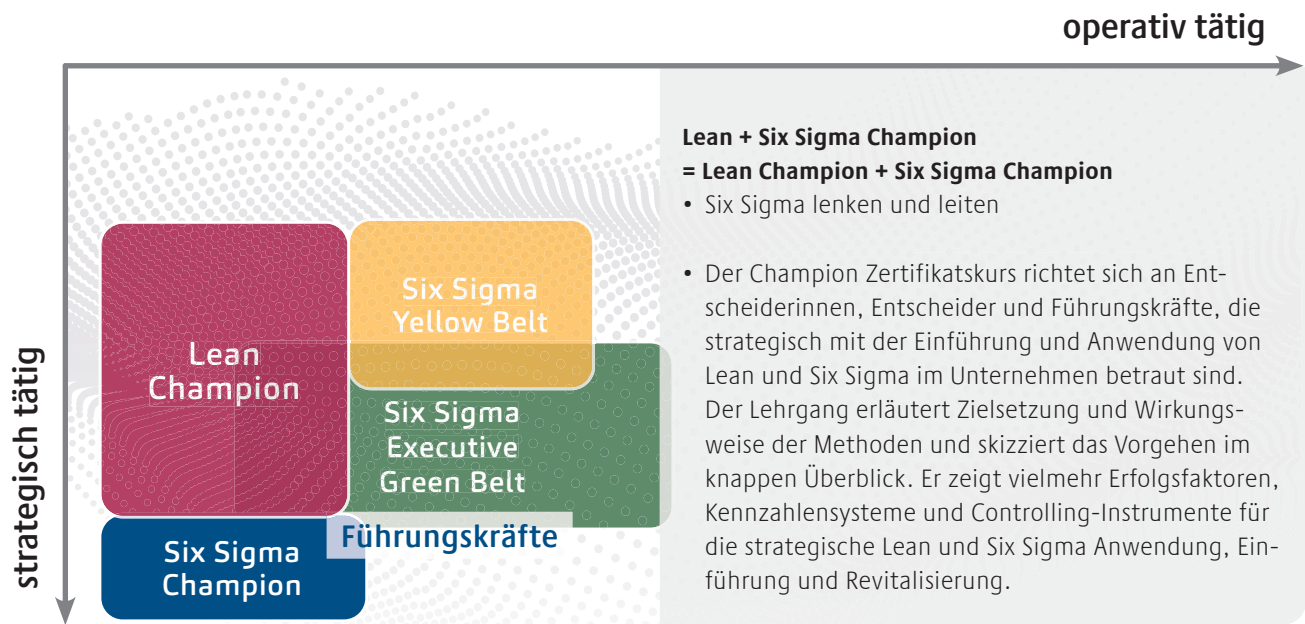 operativ tätig
strategisch tätig
Lean
Champion
Six Sigma
Yellow Belt
Six Sigma
Executive
Green Belt
Führungskräfte
Six Sigma
Champion
Lean + Six Sigma Champion
= Lean Champion + Six Sigma Champion
• Six Sigma lenken und leiten
• Der Champion Zertifikatskurs richtet sich an Ent-
scheiderinnen, Entscheider und Führungskräfte, die
strategisch mit der Einführung und Anwendung von
Lean und Six Sigma im Unternehmen betraut sind.
Der Lehrgang erläutert Zielsetzung und Wirkungs-
weise der Methoden und skizziert das Vorgehen im
knappen Überblick. Er zeigt vielmehr Erfolgsfaktoren,
Kennzahlensysteme und Controlling-Instrumente für
die strategische Lean und Six Sigma Anwendung, Ein-
führung und Revitalisierung.